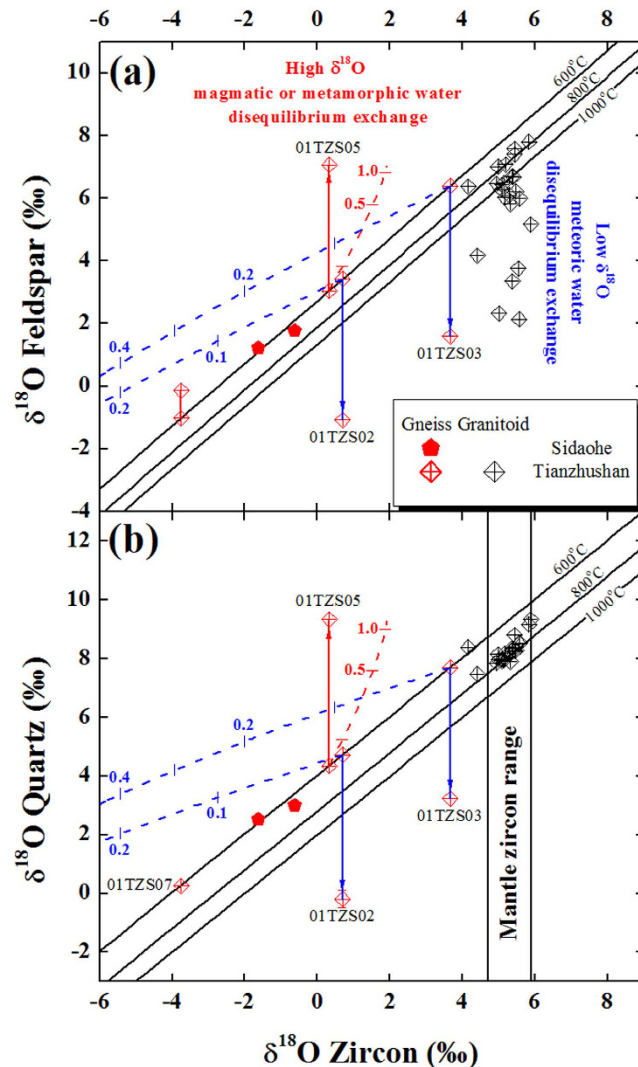 (a)
High δ18O
magmatic or metamorphic water
disequilibrium exchange
600°C
800°C
1000°C
01TZS05
1.0
0.5
0.2
0.4
0.1
0.2
01TZS03
01TZS02
Low δ18O
meteoric water
disequilibrium exchange
Gneiss Granitoid
Sidaohe
Tianzhushan
δ18O Feldspar (‰)
10
8
6
4
2
0
-2
-4
-6 -4 -2 0 2 4 6 8
(b)
600°C
800°C
1000°C
01TZS05
1.0
0.5
0.2
0.4
0.1
0.2
01TZS03
01TZS07
01TZS02
Mantle zircon range
δ18O Quartz (‰)
12
10
8
6
4
2
0
-2
-6 -4 -2 0 2 4 6 8
δ18O Zircon (‰)